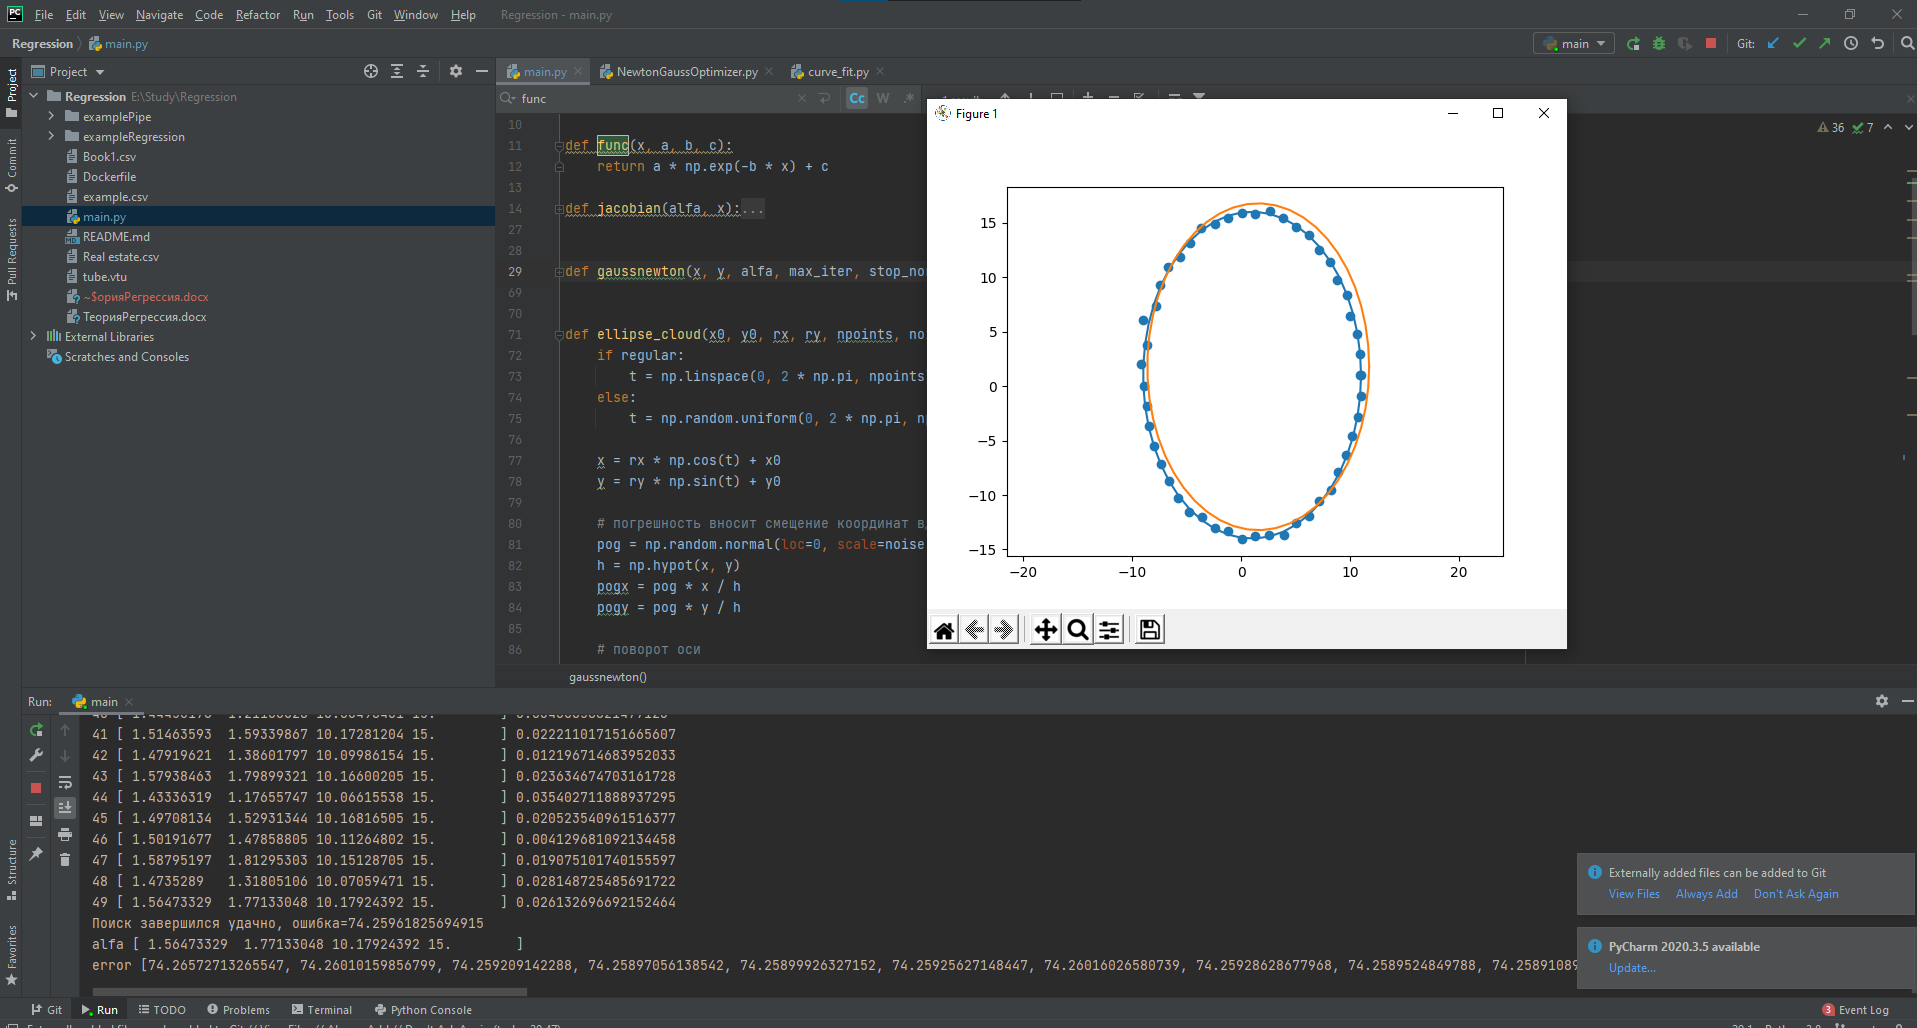 PC File Edit View Navigate Code Refactor Run Tools Git Window Help Regression - main.py
Regression main.py main Git:
Project
main.py NewtonGaussOptimizer.py curve_fit.py
func Cc W .*
36 7
Project
Commit
Pull Requests
Structure
Favorites
Regression E:\Study\Regression
examplePipe
exampleRegression
Book1.csv
Dockerfile
example.csv
main.py
README.md
Real estate.csv
tube.vtu
~$орияРегрессия.docx
ТеорияРегрессия.docx
External Libraries
Scratches and Consoles
10
11 def func(x, a, b, c):
12 return a * np.exp(-b * x) + c
13
14 def jacobian(alfa, x):...
27
28
29 def gaussnewton(x, y, alfa, max_iter, stop_no
69
70
71 def ellipse_cloud(x0, y0, rx, ry, npoints, no
72 if regular:
73 t = np.linspace(0, 2 * np.pi, npoints
74 else:
75 t = np.random.uniform(0, 2 * np.pi, n
76
77 x = rx * np.cos(t) + x0
78 y = ry * np.sin(t) + y0
79
80 # погрешность вносит смещение координат в
81 pog = np.random.normal(loc=0, scale=noise
82 h = np.hypot(x, y)
83 pogx = pog * x / h
84 pogy = pog * y / h
85
86 # поворот оси
gaussnewton()
Figure 1
15
10
5
0
−5
−10
−15
−20 −10 0 10 20
Run: main
41 [ 1.51463593 1.59339867 10.17281204 15. ] 0.022211017151665607
42 [ 1.47919621 1.38601797 10.09986154 15. ] 0.012196714683952033
43 [ 1.57938463 1.79899321 10.16600205 15. ] 0.023634674703161728
44 [ 1.43336319 1.17655747 10.06615538 15. ] 0.035402711888937295
45 [ 1.49708134 1.52931344 10.16816505 15. ] 0.020523540961516377
46 [ 1.50191677 1.47858805 10.11264802 15. ] 0.004129681092134458
47 [ 1.58795197 1.81295303 10.15128705 15. ] 0.019075101740155597
48 [ 1.4735289 1.31805106 10.07059471 15. ] 0.028148725485691722
49 [ 1.56473329 1.77133048 10.17924392 15. ] 0.026132696692152464
Поиск завершился удачно, ошибка=74.25961825694915
alfa [ 1.56473329 1.77133048 10.17924392 15. ]
error [74.26572713265547, 74.26010159856799, 74.259209142288, 74.25897056138542, 74.25899926327152, 74.25925627148447, 74.26016026580739, 74.25928628677968, 74.2589524849788, 74.2589108
Externally added files can be added to Git
View Files Always Add Don't Ask Again
PyCharm 2020.3.5 available
Update...
Git Run TODO Problems Terminal Python Console 3 Event Log